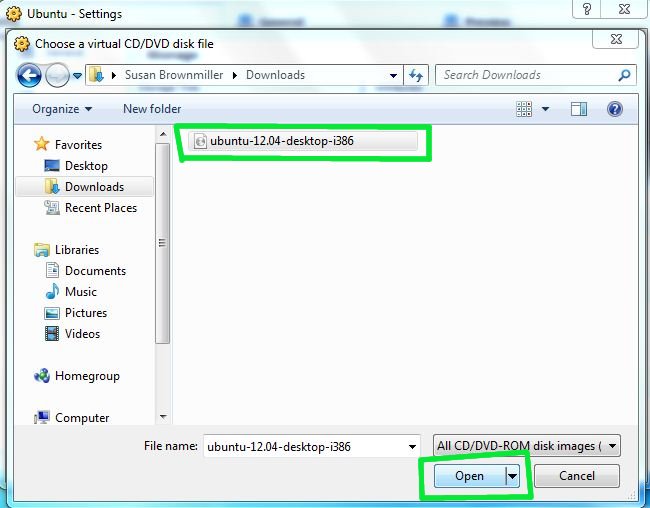 Ubuntu - Settings
Choose a virtual CD/DVD disk file
Susan Brownmiller Downloads
Search Downloads
Organize New folder
Favorites
Desktop
Downloads
Recent Places
Libraries
Documents
Music
Pictures
Videos
Homegroup
Computer
ubuntu-12.04-desktop-i386
File name: ubuntu-12.04-desktop-i386
All CD/DVD-ROM disk images (
Open
Cancel